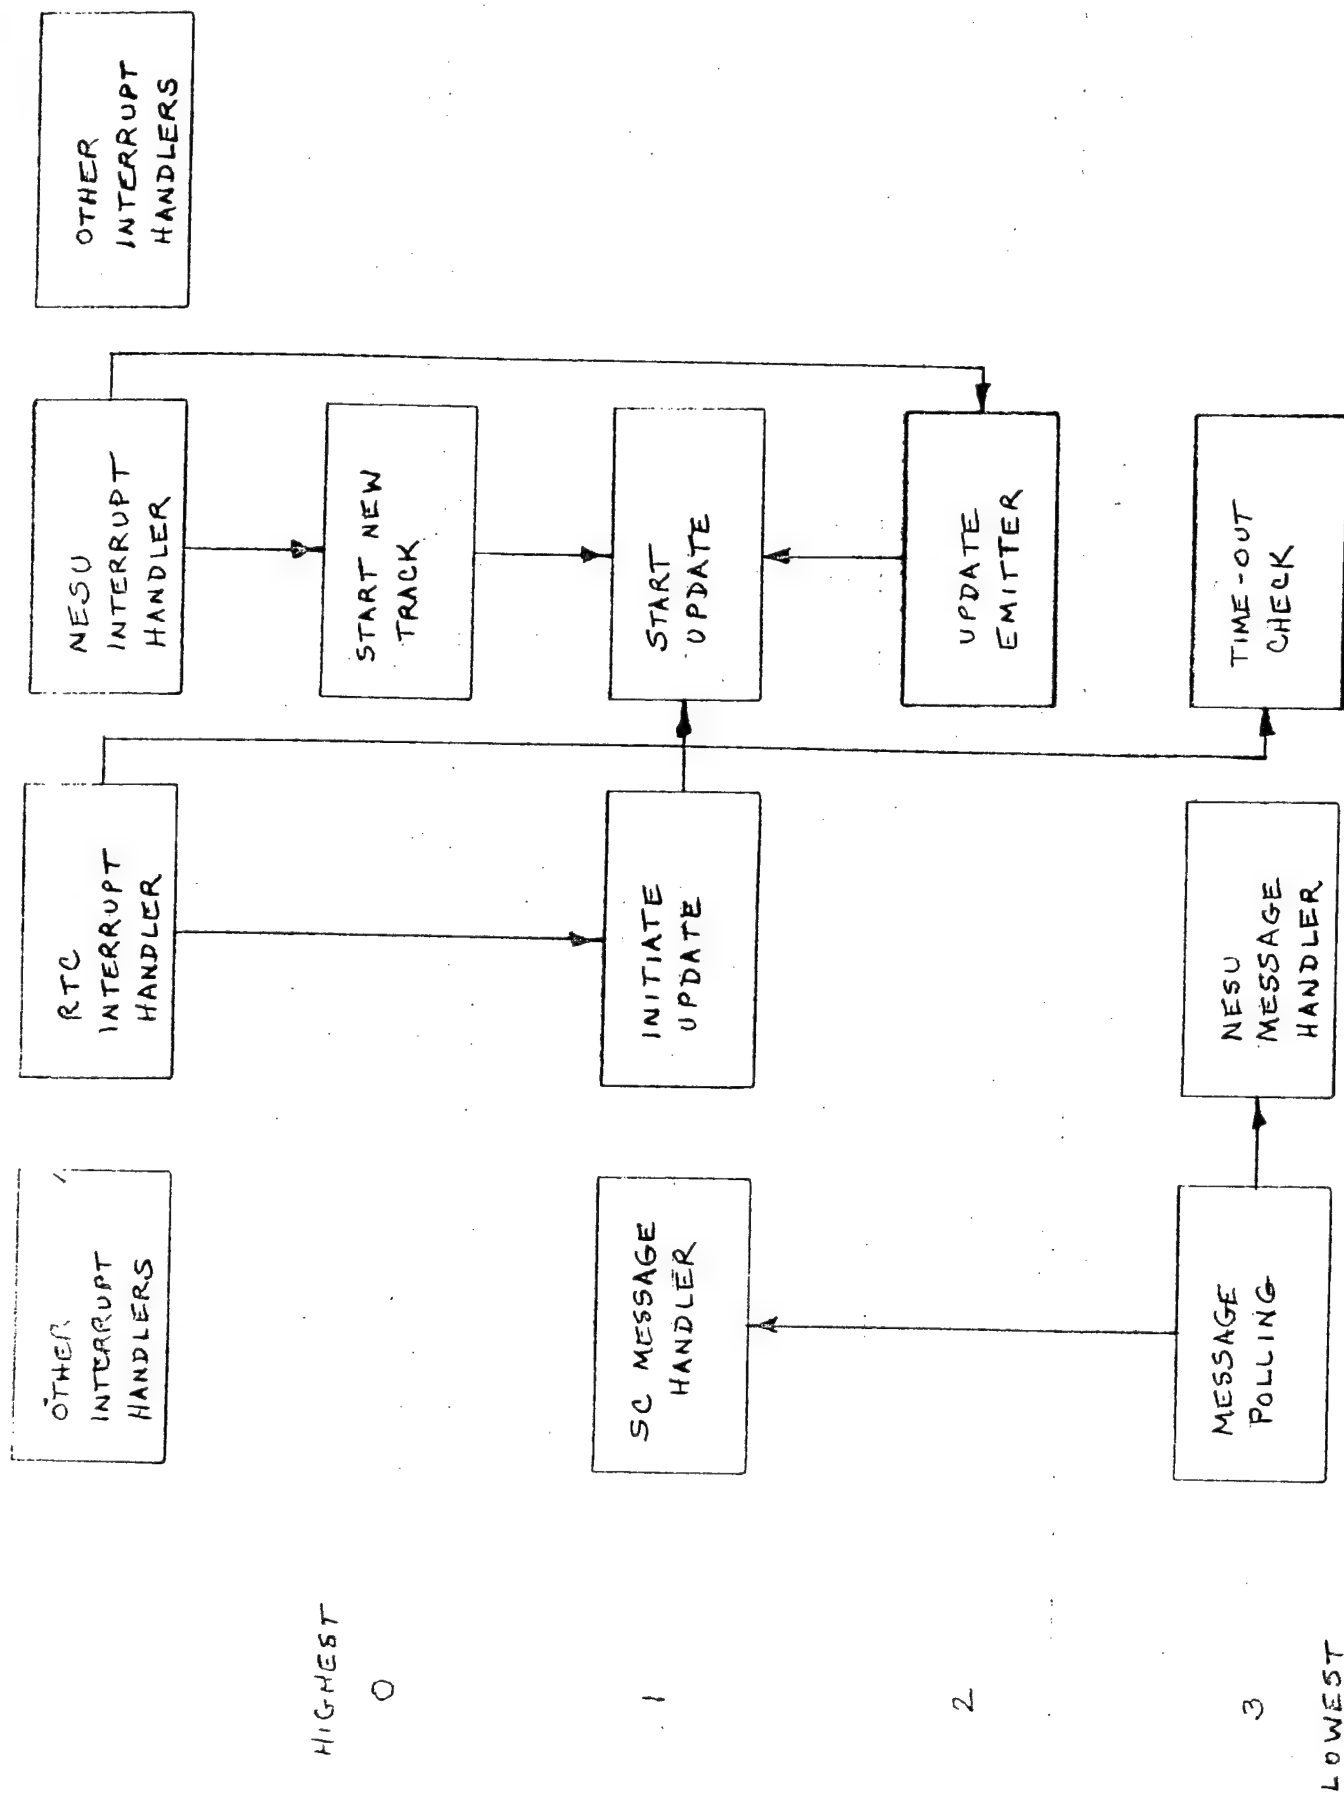 OTHER
INTERRUPT
HANDLERS
RTC
INTERRUPT
HANDLER
NESU
INTERRUPT
HANDLER
OTHER
INTERRUPT
HANDLERS
HIGHEST
0
START NEW
TRACK
1
SC MESSAGE
HANDLER
INITIATE
UPDATE
START
UPDATE
2
UPDATE
EMITTER
3
MESSAGE
POLLING
NESU
MESSAGE
HANDLER
TIME-OUT
CHECK
LOWEST